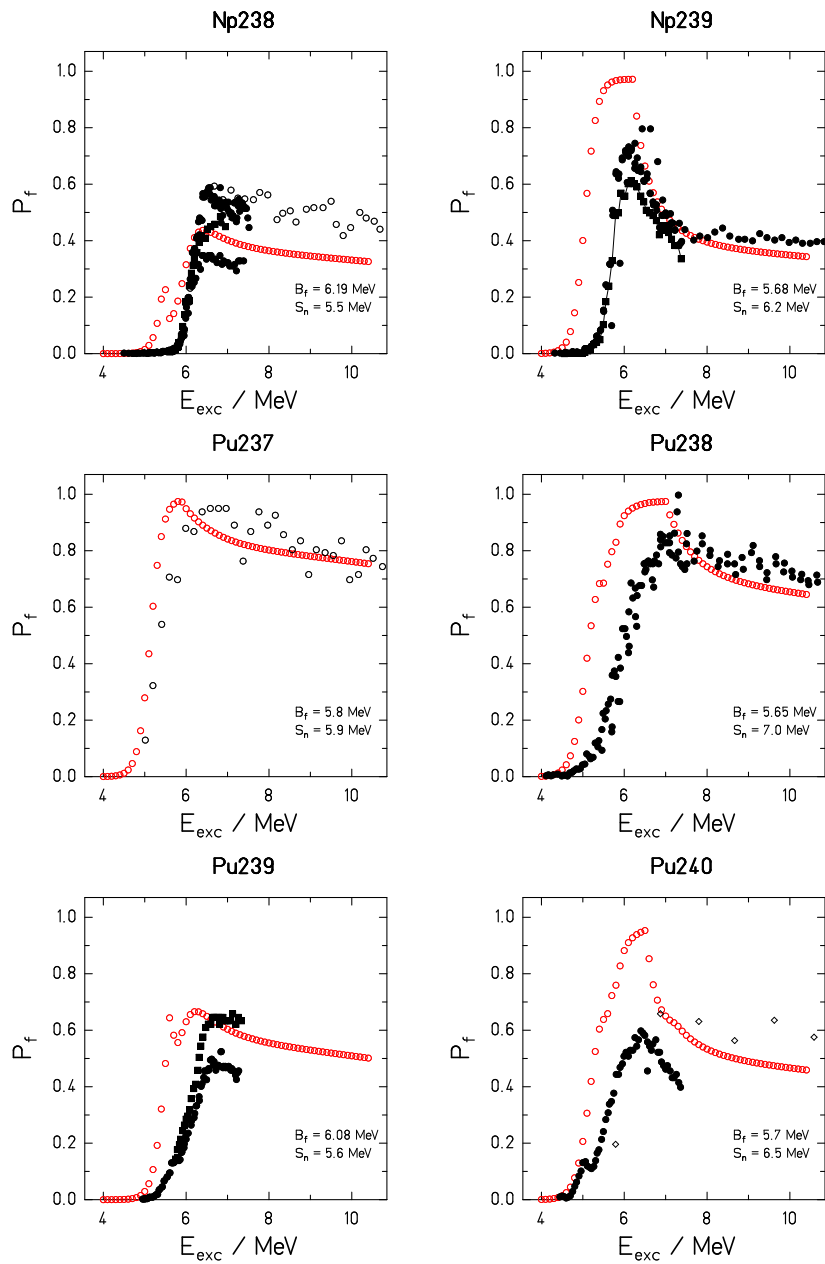 Np238
1.0
0.8
0.6
0.4
0.2
0.0
P_f
B_f = 6.19 MeV
S_n = 5.5 MeV
4 6 8 10
E_exc / MeV
Np239
1.0
0.8
0.6
0.4
0.2
0.0
P_f
B_f = 5.68 MeV
S_n = 6.2 MeV
4 6 8 10
E_exc / MeV
Pu237
1.0
0.8
0.6
0.4
0.2
0.0
P_f
B_f = 5.8 MeV
S_n = 5.9 MeV
4 6 8 10
E_exc / MeV
Pu238
1.0
0.8
0.6
0.4
0.2
0.0
P_f
B_f = 5.65 MeV
S_n = 7.0 MeV
4 6 8 10
E_exc / MeV
Pu239
1.0
0.8
0.6
0.4
0.2
0.0
P_f
B_f = 6.08 MeV
S_n = 5.6 MeV
4 6 8 10
E_exc / MeV
Pu240
1.0
0.8
0.6
0.4
0.2
0.0
P_f
B_f = 5.7 MeV
S_n = 6.5 MeV
4 6 8 10
E_exc / MeV